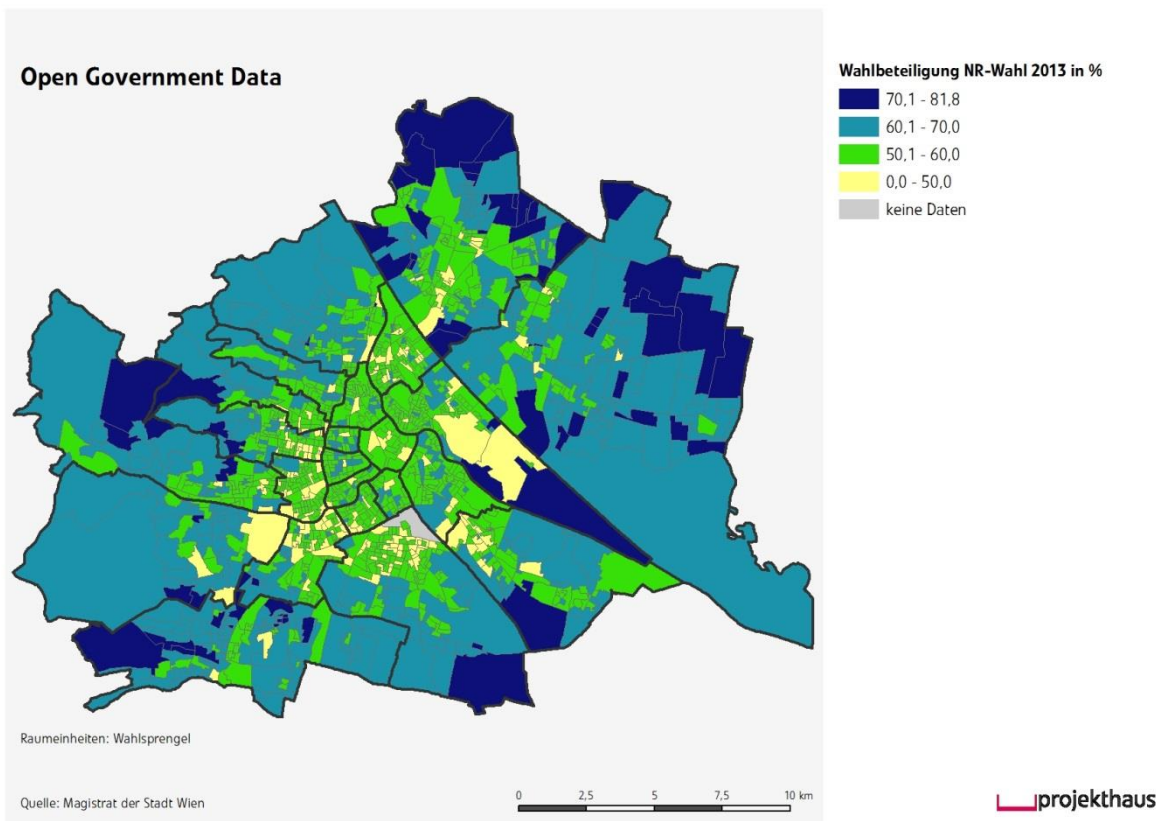 Open Government Data
Wahlbeteiligung NR-Wahl 2013 in %
70,1 - 81,8
60,1 - 70,0
50,1 - 60,0
0,0 - 50,0
keine Daten
Raumeinheiten: Wahlsprengel
Quelle: Magistrat der Stadt Wien
0 2,5 5 7,5 10 km
projekthaus